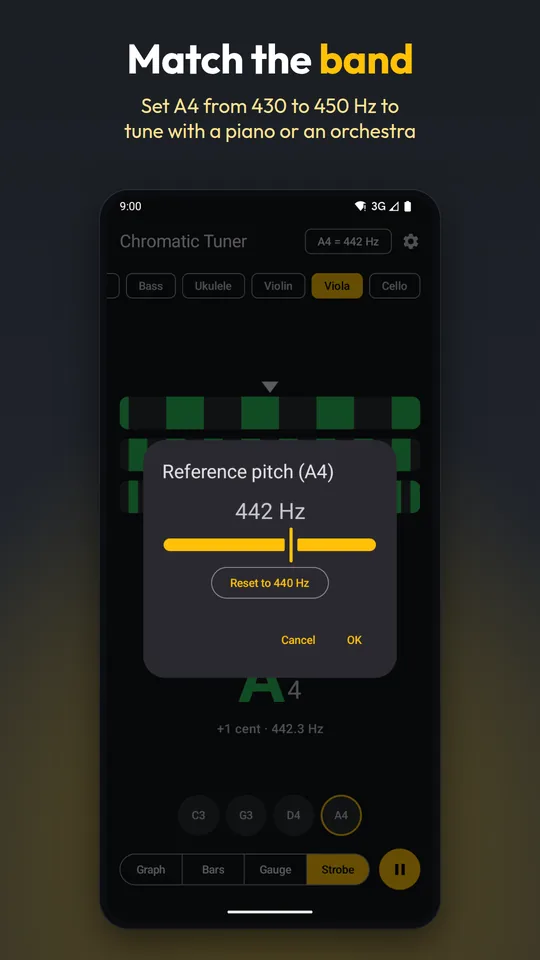 Match the band
Set A4 from 430 to 450 Hz to
tune with a piano or an orchestra
9:00
3G
Chromatic Tuner
A4 = 442 Hz
Bass
Ukulele
Violin
Viola
Cello
Reference pitch (A4)
442 Hz
Reset to 440 Hz
Cancel
OK
A4
+1 cent · 442.3 Hz
C3
G3
D4
A4
Graph
Bars
Gauge
Strobe